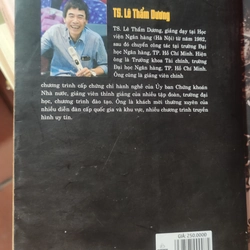 TS. Lê Thẩm Dương
TS. Lê Thẩm Dương, giảng dạy tại Học
viện Ngân hàng (Hà Nội) từ năm 1982,
sau đó chuyển công tác tại trường Đại
học Ngân hàng, TP. Hồ Chí Minh. Hiện
ông là Trưởng khoa Tài chính, trường
Đại học Ngân hàng, TP. Hồ Chí Minh.
Ông cũng là giảng viên chính
chương trình cấp chứng chỉ hành nghề của Ủy ban Chứng khoán
Nhà nước, giảng viên thỉnh giảng của nhiều tập đoàn, trường đại
học, chương trình đào tạo. Ông là khách mời thường xuyên của
nhiều diễn đàn cấp quốc gia và khu vực, nhiều chương trình truyền
hình uy tín.
GIÁ: 250.000Đ